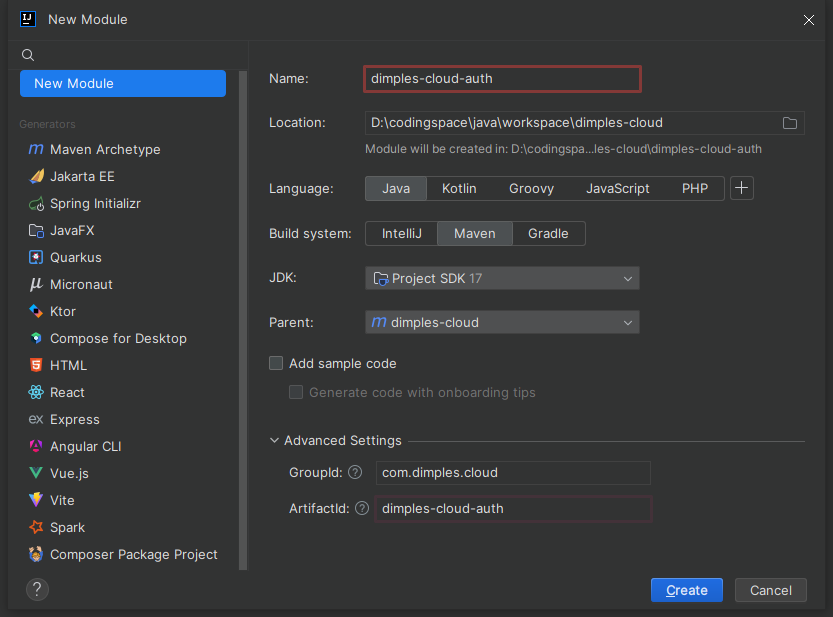 New Module
New Module
Generators
Maven Archetype
Jakarta EE
Spring Initializr
JavaFX
Quarkus
Micronaut
Ktor
Compose for Desktop
HTML
React
Express
Angular CLI
Vue.js
Vite
Spark
Composer Package Project
Name: dimples-cloud-auth
Location: D:\codingspace\java\workspace\dimples-cloud
Module will be created in: D:\codingspa...les-cloud\dimples-cloud-auth
Language: Java Kotlin Groovy JavaScript PHP +
Build system: IntelliJ Maven Gradle
JDK: Project SDK 17
Parent: m dimples-cloud
Add sample code
Generate code with onboarding tips
Advanced Settings
GroupId: ? com.dimples.cloud
ArtifactId: ? dimples-cloud-auth
? Create Cancel